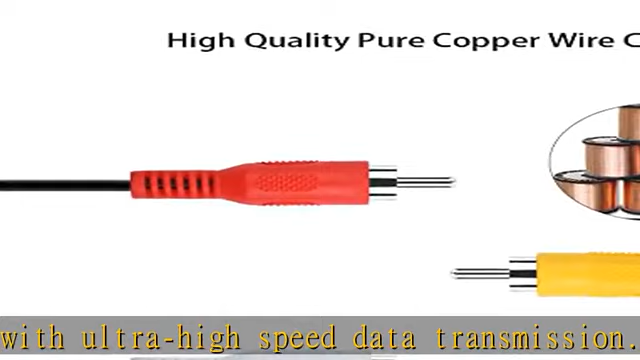 High Quality Pure Copper Wire
with ultra-high speed data transmission.